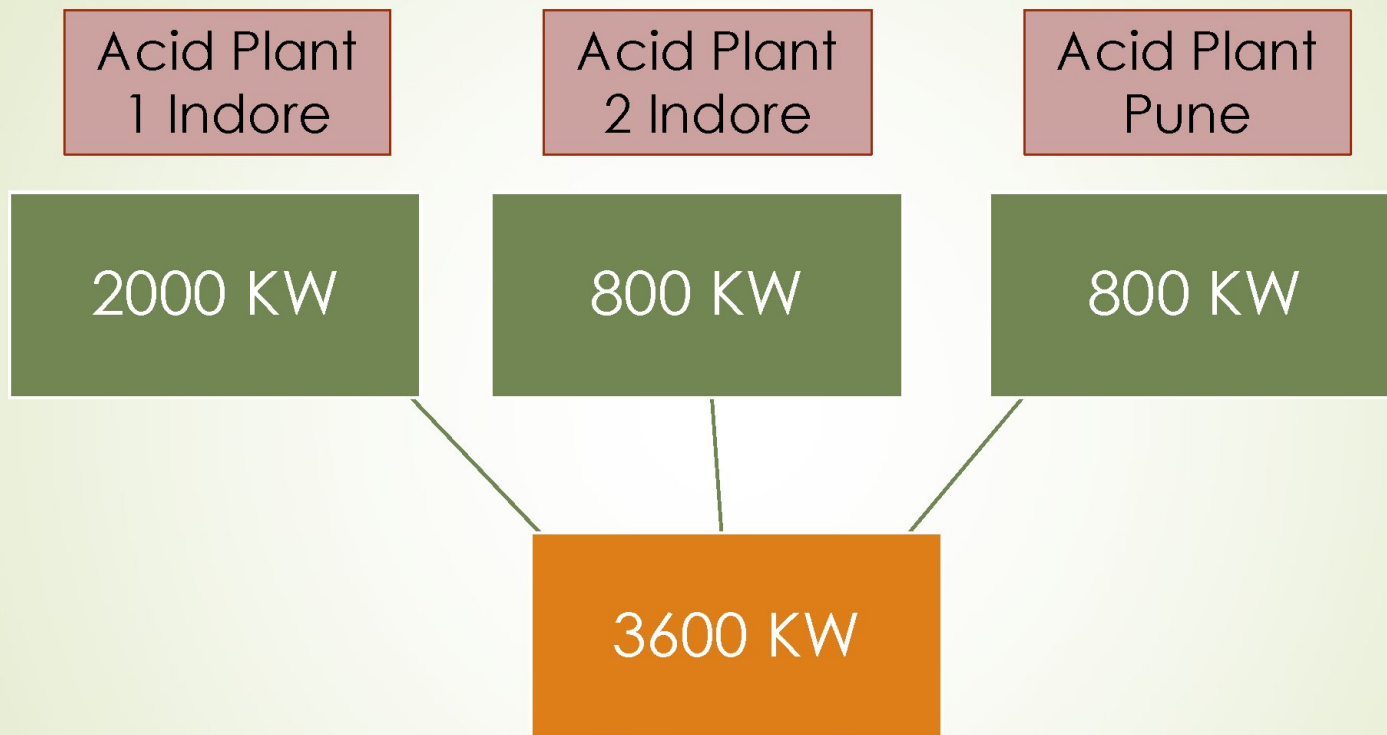 Acid Plant
1 Indore
Acid Plant
2 Indore
Acid Plant
Pune
2000 KW
800 KW
800 KW
3600 KW